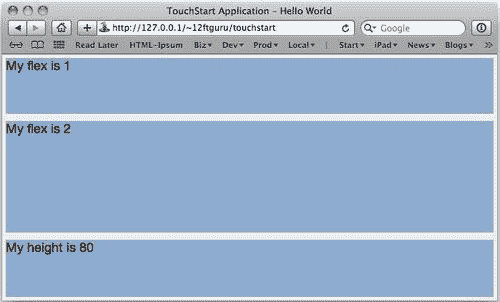 TouchStart Application – Hello World
http://127.0.0.1/~12ftguru/touchstart
Google
Read Later HTML-Ipsum Biz Dev Prod Local Start iPad News Blogs
My flex is 1
My flex is 2
My height is 80